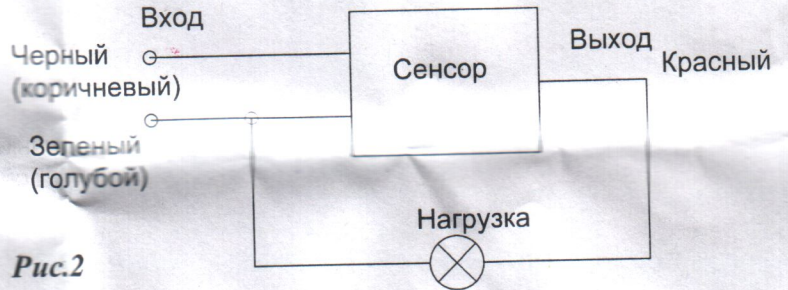 Вход
Черный
(коричневый)
Сенсор
Выход
Красный
Зеленый
(голубой)
Нагрузка
Рис.2